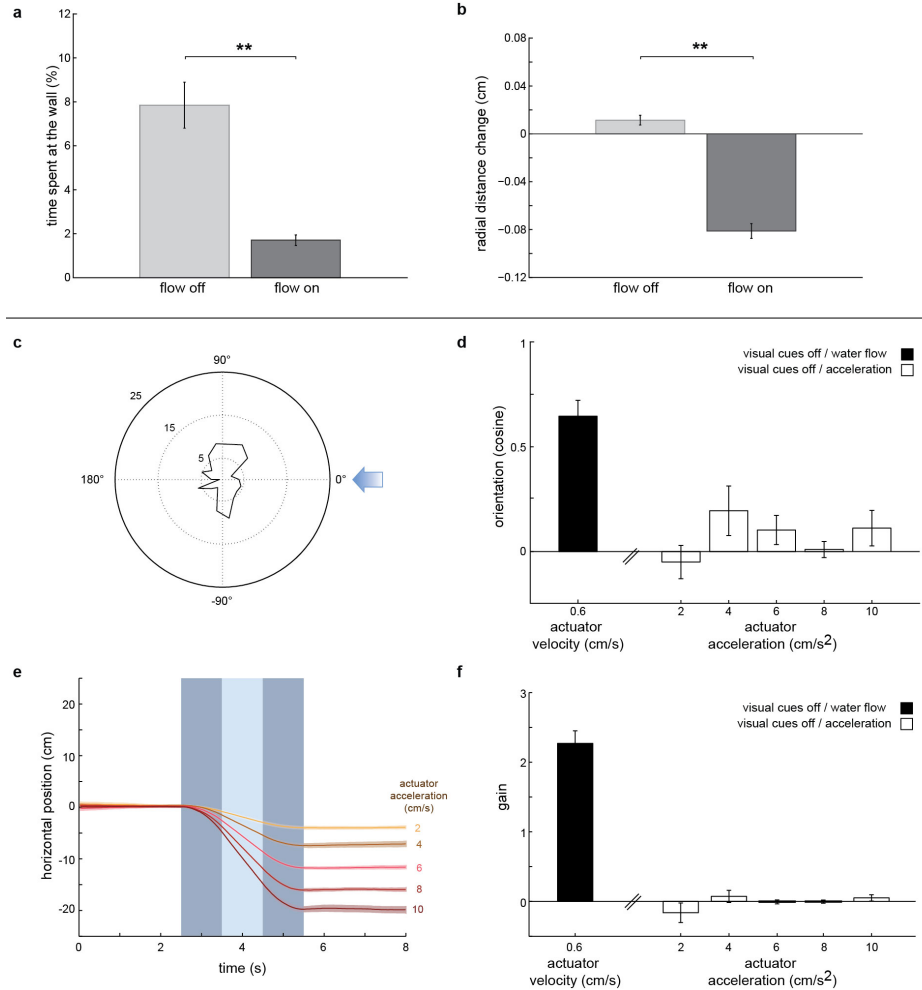 a
12
10
8
6
4
2
0
time spent at the wall (%)
**
flow off
flow on
b
0.08
0.04
0
−0.04
−0.08
−0.12
radial distance change (cm)
**
flow off
flow on
c
90°
25
15
5
180°
0°
-90°
d
1
0.5
0
orientation (cosine)
visual cues off / water flow
visual cues off / acceleration
0.6
2
4
6
8
10
actuator
velocity (cm/s)
actuator
acceleration (cm/s²)
e
20
10
0
-10
-20
horizontal position (cm)
actuator
acceleration
(cm/s)
2
4
6
8
10
0
2
4
6
8
time (s)
f
3
2
1
0
gain
visual cues off / water flow
visual cues off / acceleration
0.6
2
4
6
8
10
actuator
velocity (cm/s)
actuator
acceleration (cm/s²)